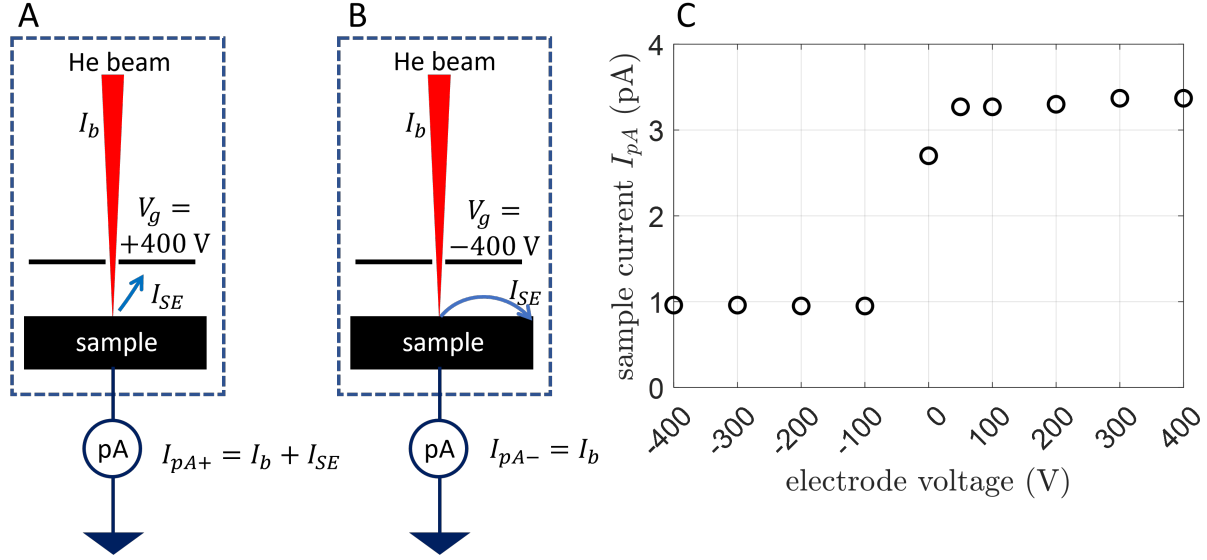 A
He beam
I_b
V_g =
+400 V
I_SE
sample
pA
I_pA+ = I_b + I_SE
B
He beam
I_b
V_g =
−400 V
I_SE
sample
pA
I_pA− = I_b
C
sample current I_pA (pA)
4
3
2
1
0
-400
-300
-200
-100
0
100
200
300
400
electrode voltage (V)